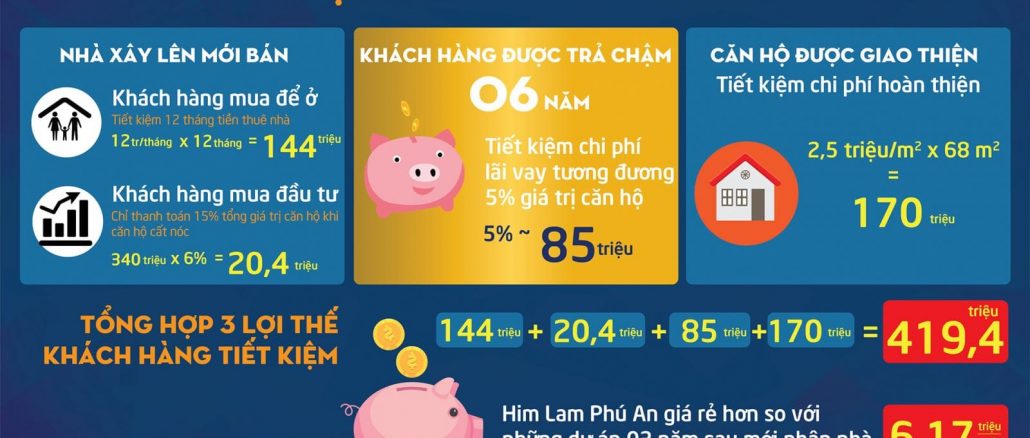 NHÀ XÂY LÊN MỚI BÁN
Khách hàng mua để ở
Tiết kiệm 12 tháng tiền thuê nhà
12tr/tháng x 12tháng = 144 triệu
Khách hàng mua đầu tư
Chỉ thanh toán 15% tổng giá trị căn hộ khi
căn hộ cất nóc
340 triệu x 6% = 20,4 triệu
KHÁCH HÀNG ĐƯỢC TRẢ CHẬM
06 NĂM
Tiết kiệm chi phí
lãi vay tương đương
5% giá trị căn hộ
5% ~ 85 triệu
CĂN HỘ ĐƯỢC GIAO THIỆN
Tiết kiệm chi phí hoàn thiện
2,5 triệu/m² x 68 m²
=
170 triệu
TỔNG HỢP 3 LỢI THẾ
KHÁCH HÀNG TIẾT KIỆM
144 triệu + 20,4 triệu + 85 triệu + 170 triệu = 419,4 triệu
Him Lam Phú An giá rẻ hơn so với
những dự án 02 năm sau mới nhận nhà
6,17 triệu